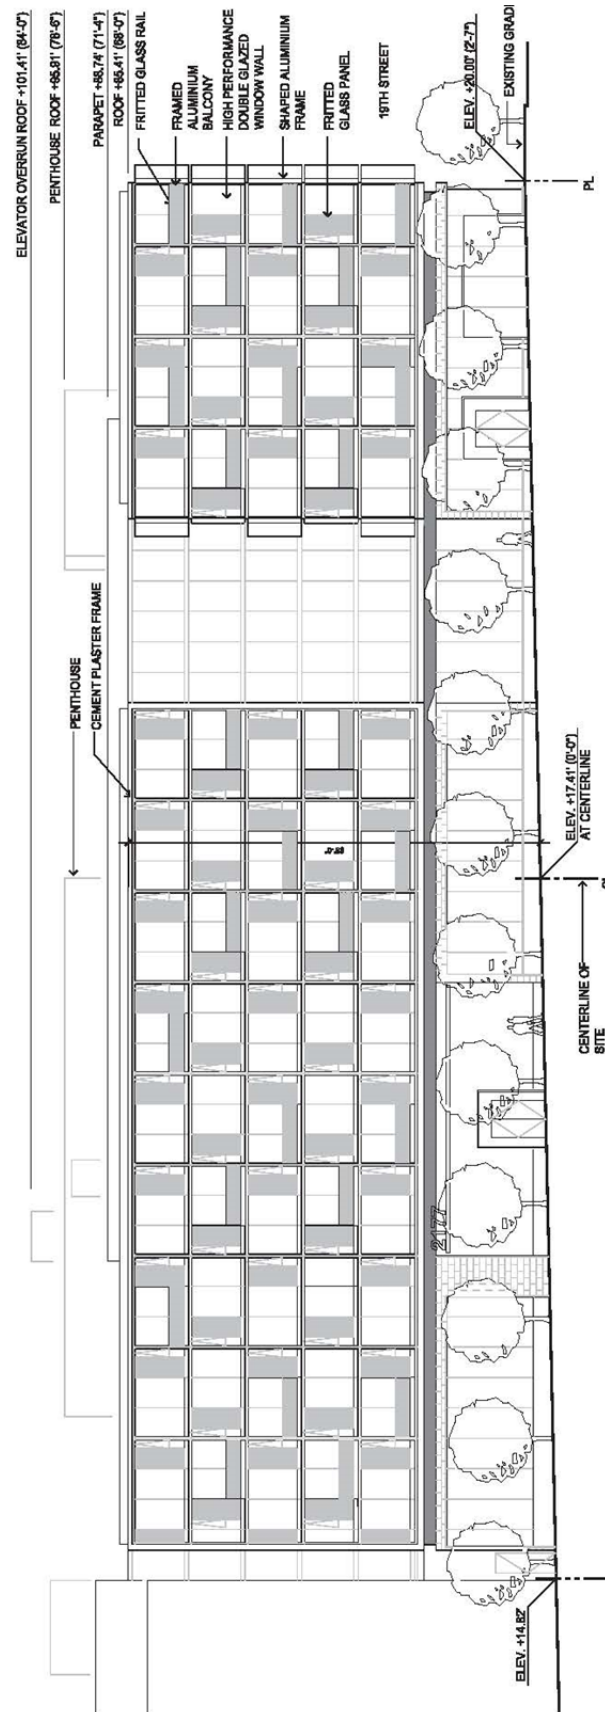 ELEVATOR OVERRUN ROOF +101.41' (84'-0")
PENTHOUSE ROOF +95.91' (78'-6")
PARAPET +88.74' (71'-4")
ROOF +85.41' (68'-0")
FRITTED GLASS RAIL
FRAMED
ALUMINIUM
BALCONY
HIGH PERFORMANCE
DOUBLE GLAZED
WINDOW WALL
SHAPED ALUMINIUM
FRAME
FRITTED
GLASS PANEL
19TH STREET
ELEV. +20.00' (2'-7")
EXISTING GRADI
PL
PENTHOUSE
CEMENT PLASTER FRAME
ELEV. +17.41' (0'-0")
AT CENTERLINE
CENTERLINE OF
SITE
2177
ELEV. +14.82'